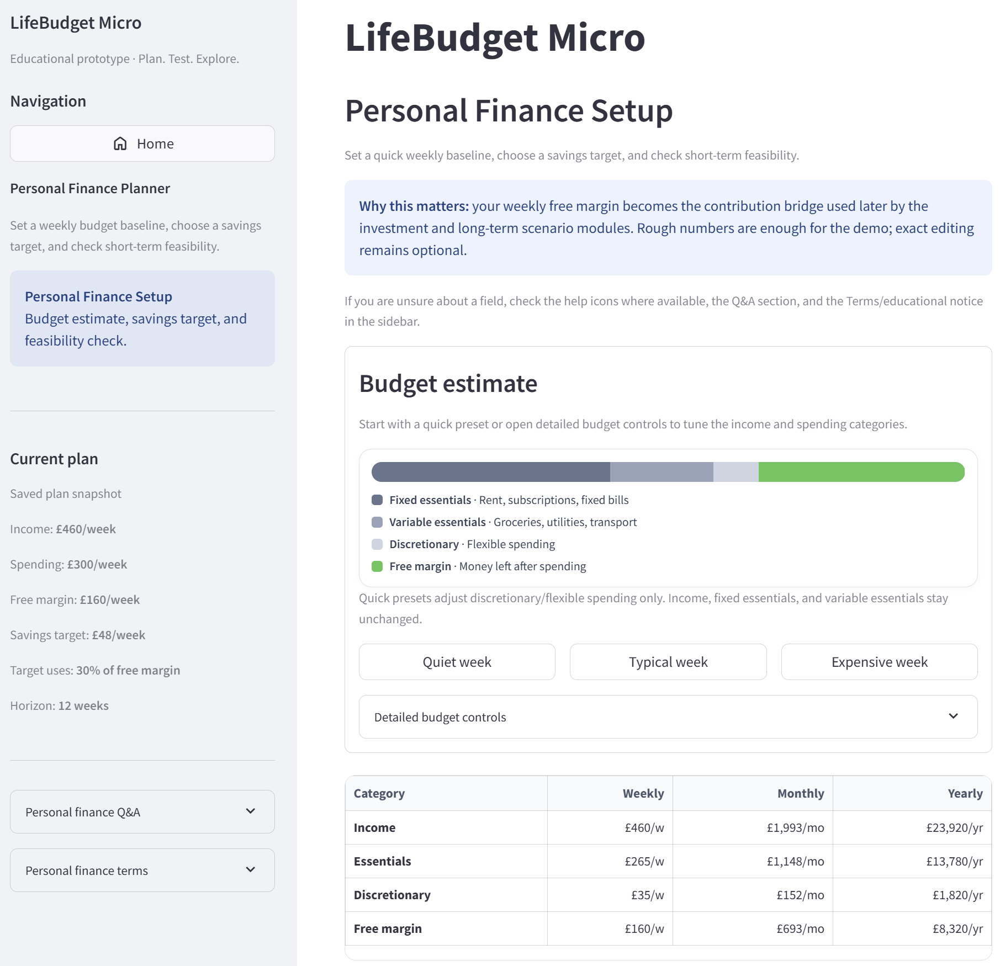 LifeBudget Micro
Educational prototype · Plan. Test. Explore.
Navigation
Home
Personal Finance Planner
Set a weekly budget baseline, choose a savings
target, and check short-term feasibility.
Personal Finance Setup
Budget estimate, savings target, and
feasibility check.
Current plan
Saved plan snapshot
Income: £460/week
Spending: £300/week
Free margin: £160/week
Savings target: £48/week
Target uses: 30% of free margin
Horizon: 12 weeks
Personal finance Q&A
Personal finance terms
LifeBudget Micro
Personal Finance Setup
Set a quick weekly baseline, choose a savings target, and check short-term feasibility.
Why this matters: your weekly free margin becomes the contribution bridge used later by the
investment and long-term scenario modules. Rough numbers are enough for the demo; exact editing
remains optional.
If you are unsure about a field, check the help icons where available, the Q&A section, and the Terms/educational notice
in the sidebar.
Budget estimate
Start with a quick preset or open detailed budget controls to tune the income and spending categories.
Fixed essentials · Rent, subscriptions, fixed bills
Variable essentials · Groceries, utilities, transport
Discretionary · Flexible spending
Free margin · Money left after spending
Quick presets adjust discretionary/flexible spending only. Income, fixed essentials, and variable essentials stay
unchanged.
Quiet week Typical week Expensive week
Detailed budget controls
Category Weekly Monthly Yearly
Income £460/w £1,993/mo £23,920/yr
Essentials £265/w £1,148/mo £13,780/yr
Discretionary £35/w £152/mo £1,820/yr
Free margin £160/w £693/mo £8,320/yr